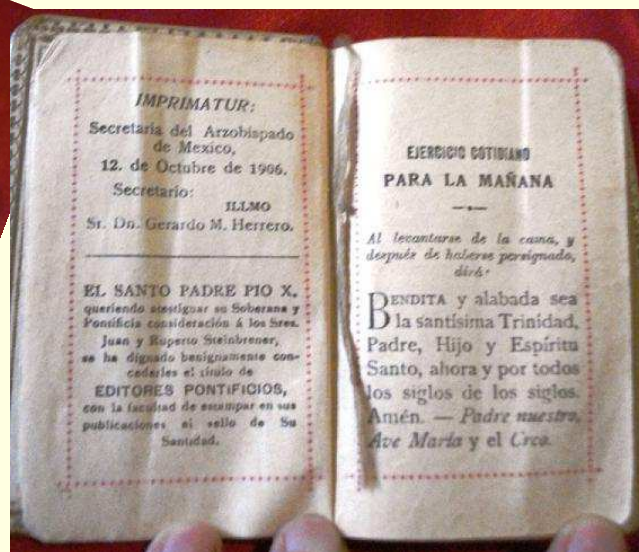 IMPRIMATUR:
Secretaria del Arzobispado
de Mexico,
12. de Octubre de 1906.
Secretario:
ILLMO
Sr. Dn. Gerardo M. Herrero.
EL SANTO PADRE PIO X.
queriendo atestiguar su Soberana y
Pontificia consideración á los Sres.
Juan y Ruperto Steinbrener,
se ha dignado benignamente con-
cederles el título de
EDITORES PONTIFICIOS,
con la facultad de estampar en sus
publicaciones el sello de Su
Santidad.
EJERCICIO COTIDIANO
PARA LA MAÑANA
Al levantarse de la cama, y
después de haberse persignado,
dirá:
BENDITA y alabada sea
la santísima Trinidad,
Padre, Hijo y Espíritu
Santo, ahora y por todos
los siglos de los siglos.
Amén. — Padre nuestro,
Ave María y el Creo.